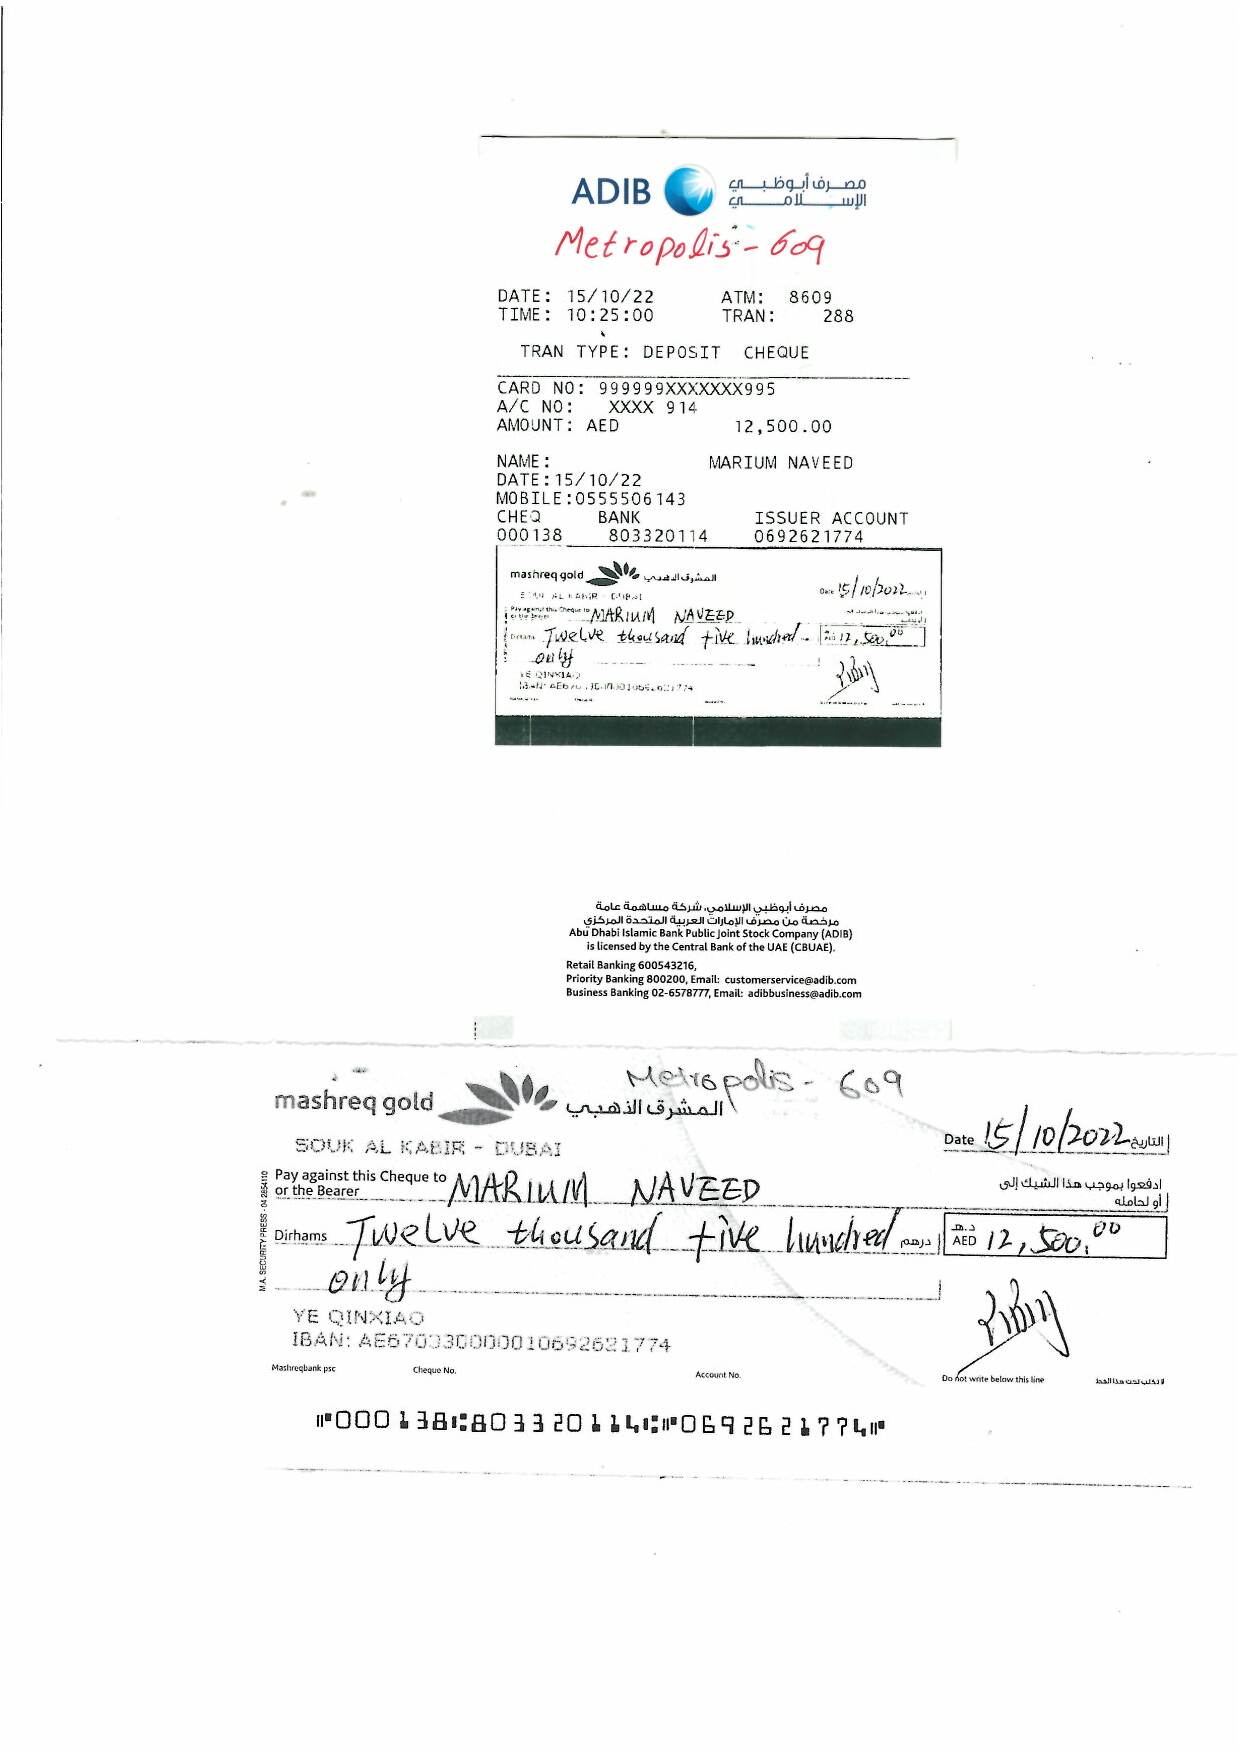 ADIB مصرف أبوظبي الإسلامي
Metropolis - 609
DATE: 15/10/22 ATM: 8609
TIME: 10:25:00 TRAN: 288
TRAN TYPE: DEPOSIT CHEQUE
CARD NO: 999999XXXXXXX995
A/C NO: XXXX 914
AMOUNT: AED 12,500.00
NAME: MARIUM NAVEED
DATE:15/10/22
MOBILE:0555506143
CHEQ BANK ISSUER ACCOUNT
000138 803320114 0692621774
mashreq gold المشرق الذهبي
SOUK AL KABIR - DUBAI Date 15/10/2022
Pay against this Cheque to MARIUM NAVEED
or the Bearer
Dirhams Twelve thousand five hundred AED 12,500.00
only
YE QINXIAO
مصرف أبوظبي الإسلامي، شركة مساهمة عامة
مرخصة من مصرف الإمارات العربية المتحدة المركزي
Abu Dhabi Islamic Bank Public Joint Stock Company (ADIB)
is licensed by the Central Bank of the UAE (CBUAE).
Retail Banking 600543216,
Priority Banking 800200, Email: customerservice@adib.com
Business Banking 02-6578777, Email: adibbusiness@adib.com
Metropolis - 609
mashreq gold المشرق الذهبي
SOUK AL KABIR - DUBAI Date 15/10/2022 التاريخ
Pay against this Cheque to MARIUM NAVEED ادفعوا بموجب هذا الشيك إلى
or the Bearer أو لحامله
Dirhams Twelve thousand five hundred درهم د.هـ AED 12,500.00
only
YE QINXIAO
IBAN: AE670330000010692621774
Mashreqbank psc Cheque No. Account No. Do not write below this line لا تكتب تحت هذا الخط
000138 803320114 0692621774
M.A. SECURITY PRESS - 04 2854110